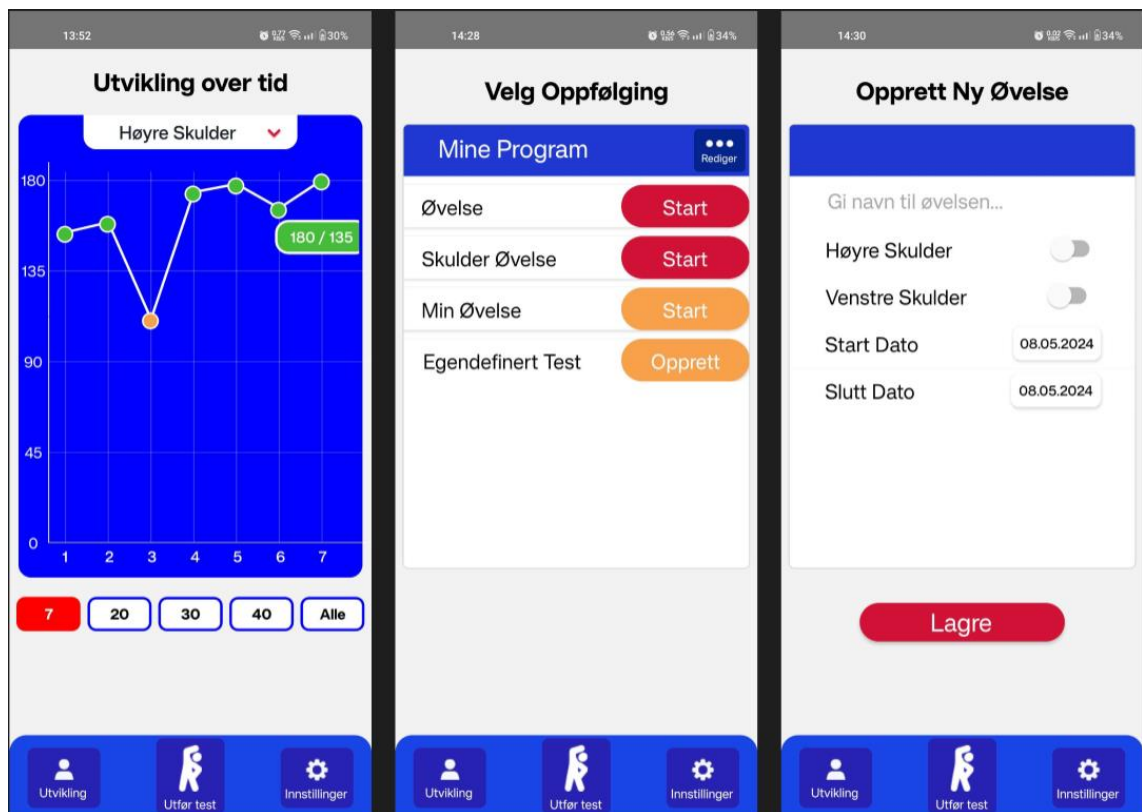 13:52
0.77 KB/s 30%
Utvikling over tid
Høyre Skulder
180
135
90
45
0
180 / 135
1 2 3 4 5 6 7
7 20 30 40 Alle
Utvikling
Utfør test
Innstillinger
14:28
34%
Velg Oppfølging
Mine Program
Rediger
Øvelse Start
Skulder Øvelse Start
Min Øvelse Start
Egendefinert Test Opprett
Utvikling
Utfør test
Innstillinger
14:30
34%
Opprett Ny Øvelse
Gi navn til øvelsen...
Høyre Skulder
Venstre Skulder
Start Dato 08.05.2024
Slutt Dato 08.05.2024
Lagre
Utvikling
Utfør test
Innstillinger